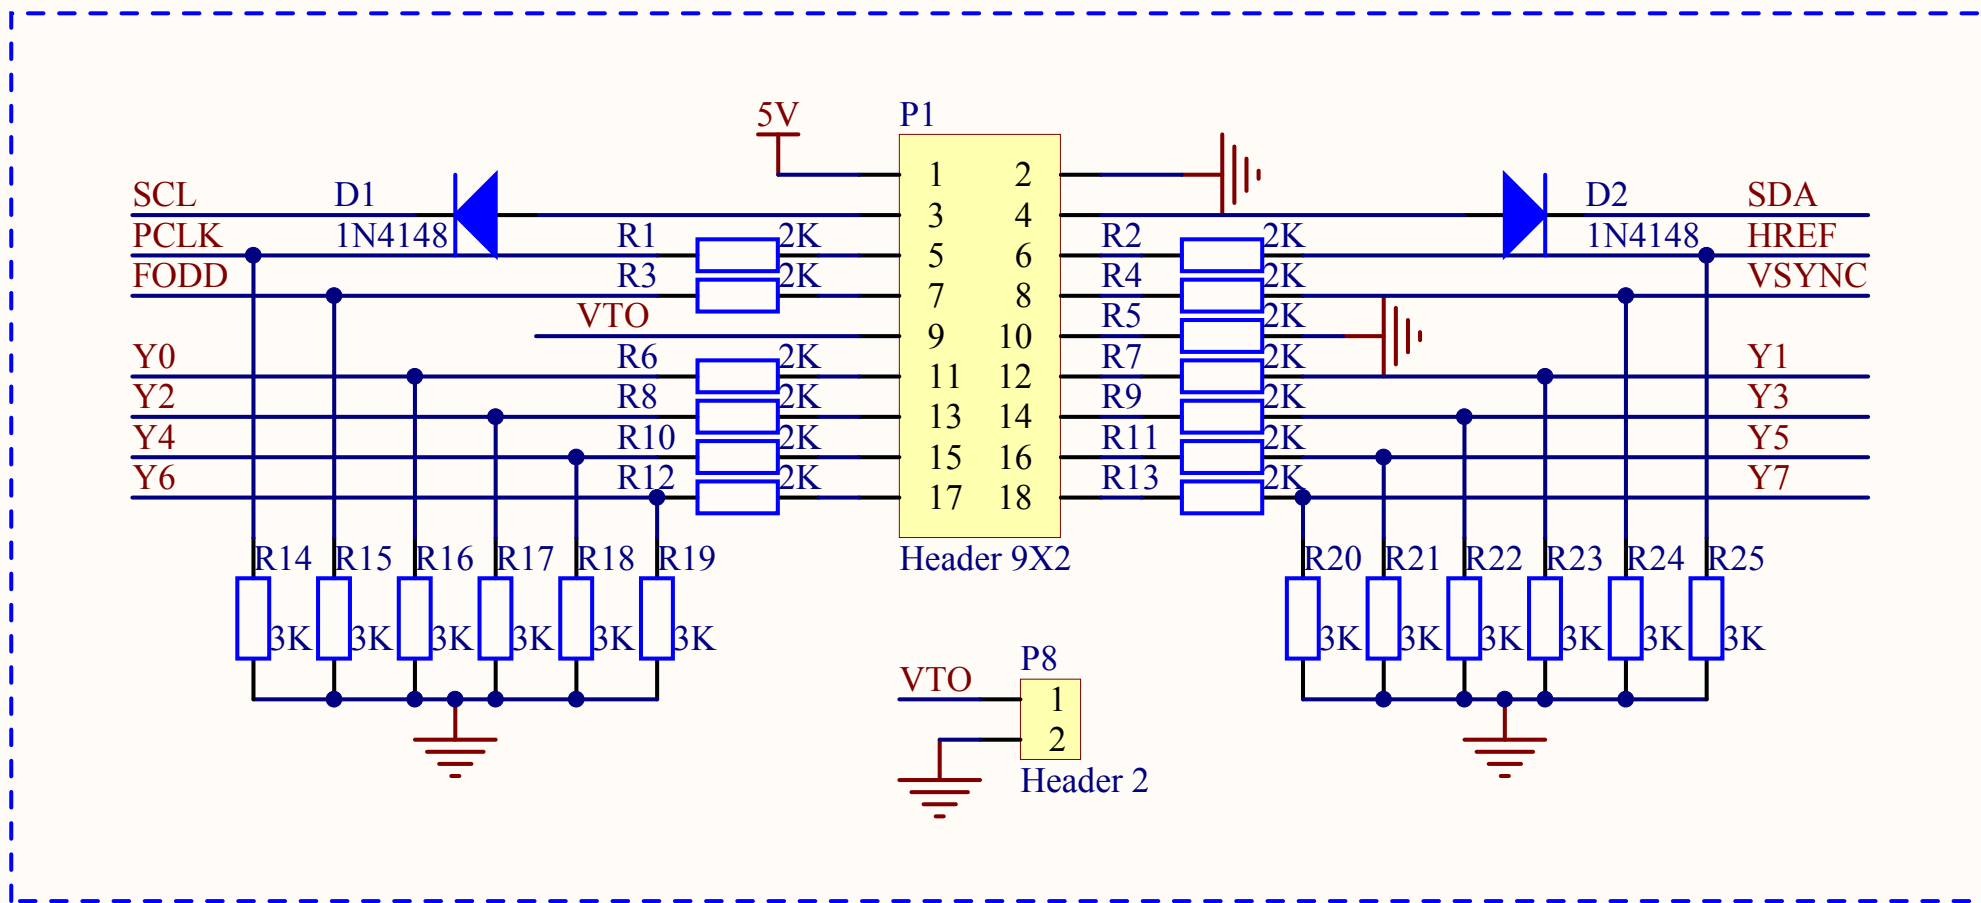 5V P1
1 2
SCL D1 3 4 D2 SDA
PCLK 1N4148 R1 2K 5 6 R2 2K 1N4148 HREF
FODD R3 2K 7 8 R4 2K VSYNC
VTO 9 10 R5 2K
Y0 R6 2K 11 12 R7 2K Y1
Y2 R8 2K 13 14 R9 2K Y3
Y4 R10 2K 15 16 R11 2K Y5
Y6 R12 2K 17 18 R13 2K Y7
R14 R15 R16 R17 R18 R19 Header 9X2 R20 R21 R22 R23 R24 R25
3K 3K 3K 3K 3K 3K 3K 3K 3K 3K 3K 3K
P8
VTO 1
2
Header 2